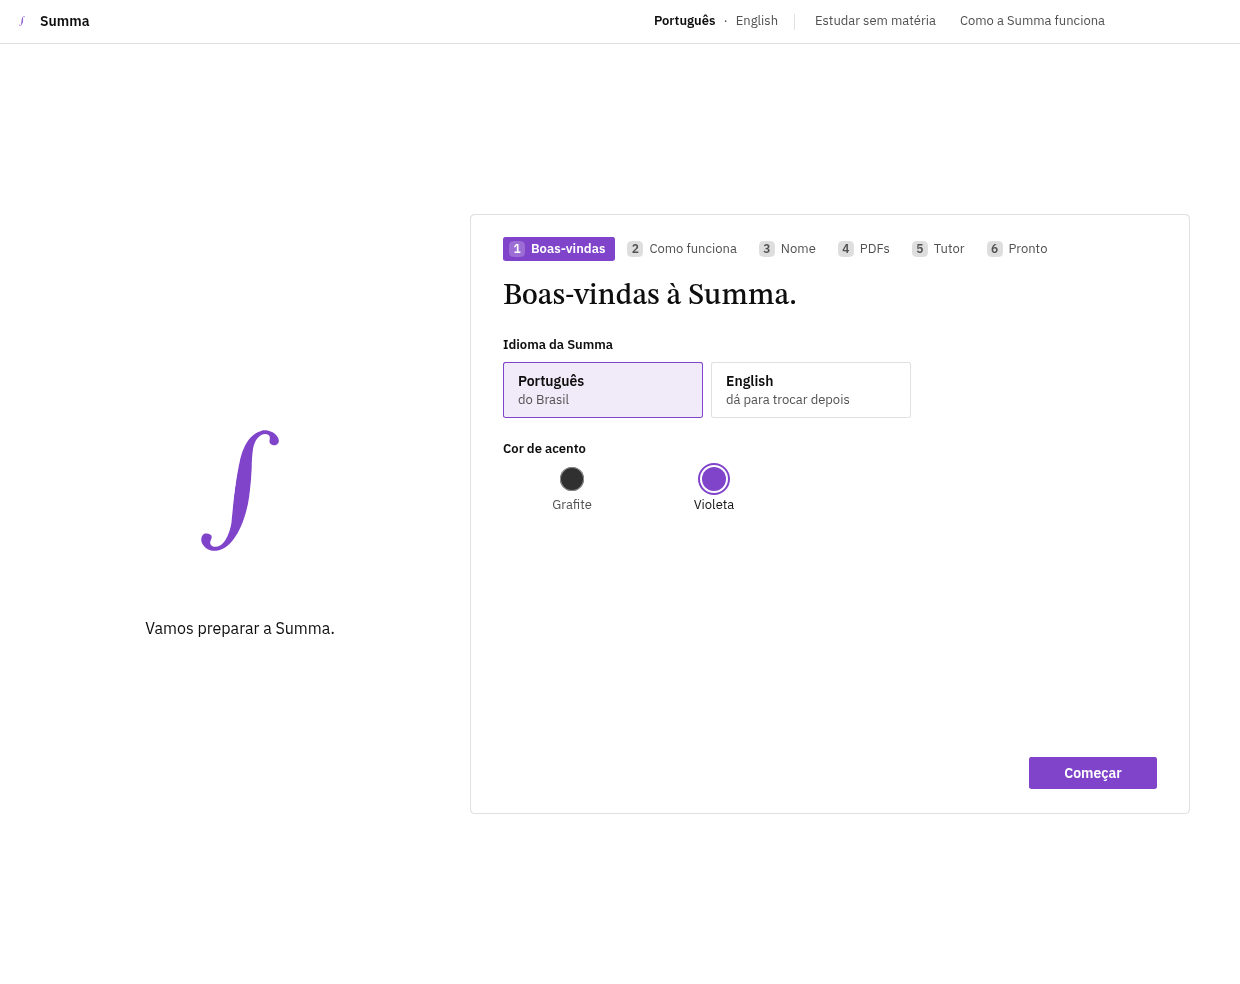 ∫ Summa
Português · English
Estudar sem matéria
Como a Summa funciona
1 Boas-vindas
2 Como funciona
3 Nome
4 PDFs
5 Tutor
6 Pronto
Boas-vindas à Summa.
Idioma da Summa
Português
do Brasil
English
dá para trocar depois
Cor de acento
Grafite
Violeta
∫
Vamos preparar a Summa.
Começar